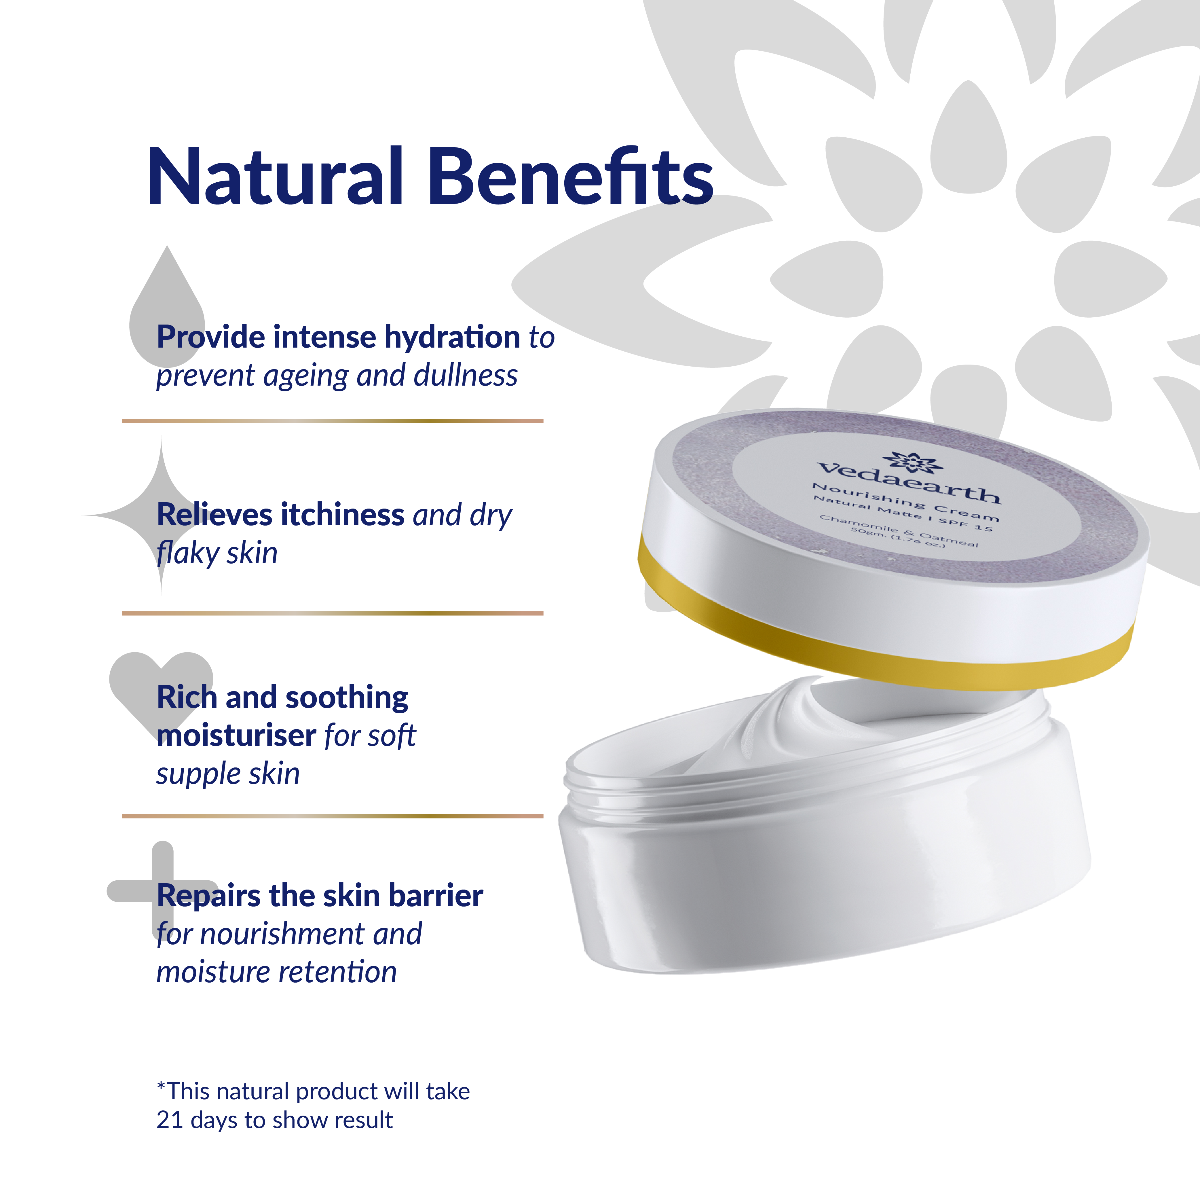 Natural Benefits
Provide intense hydration to
prevent ageing and dullness
Relieves itchiness and dry
flaky skin
Rich and soothing
moisturiser for soft
supple skin
Repairs the skin barrier
for nourishment and
moisture retention
*This natural product will take
21 days to show result
vedaearth
Nourishing Cream
Natural Matte I SPF 15
Chamomile & Oatmeal
50gm. (1.76 oz.)